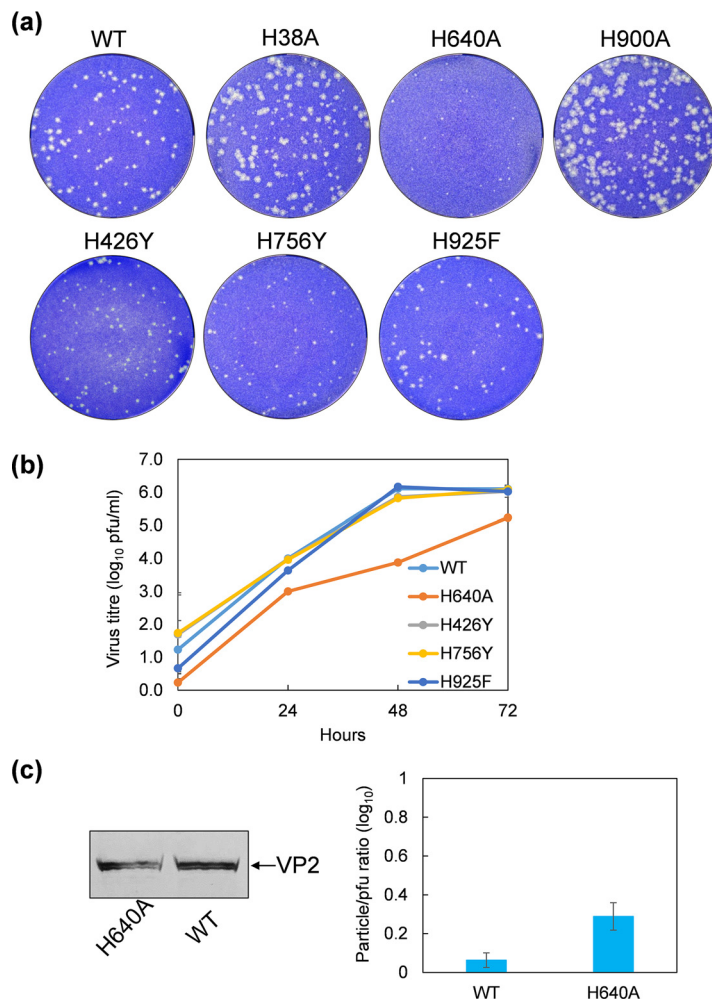 (a)
WT
H38A
H640A
H900A
H426Y
H756Y
H925F
(b)
Virus titre (log10 pfu/ml)
7.0
6.0
5.0
4.0
3.0
2.0
1.0
0.0
0
24
48
72
Hours
WT
H640A
H426Y
H756Y
H925F
(c)
VP2
H640A
WT
Particle/pfu ratio (log10)
1
0.8
0.6
0.4
0.2
0
WT
H640A